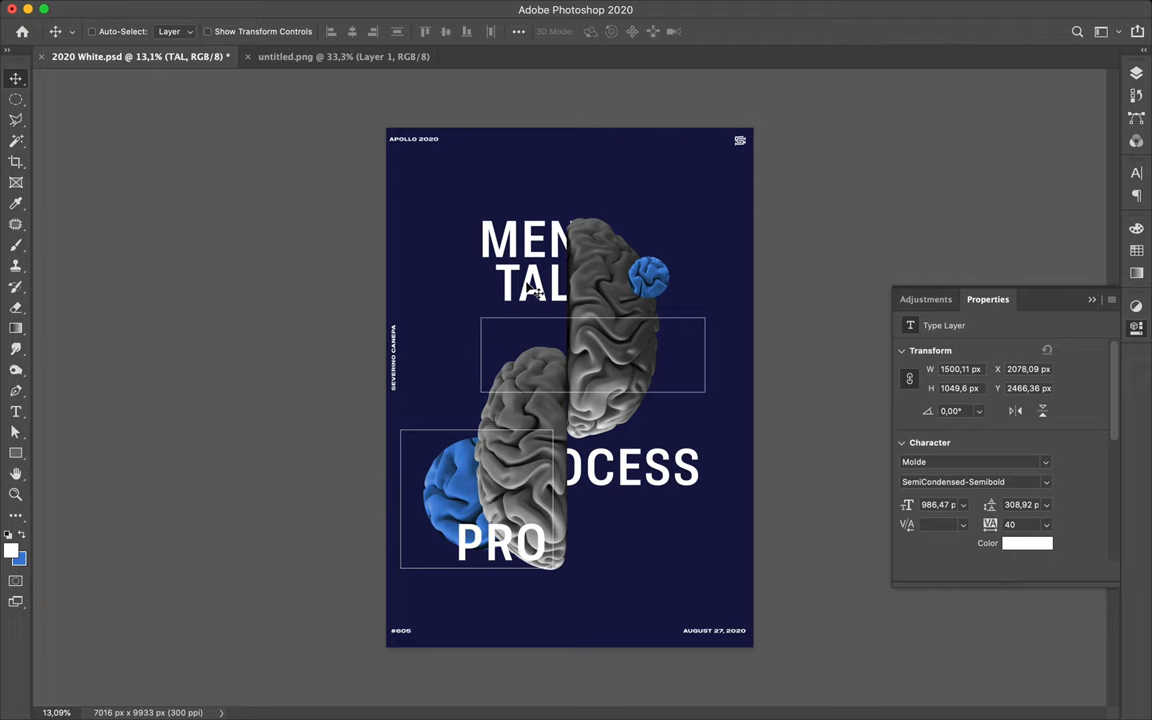 Adobe Photoshop 2020
Auto-Select: Layer Show Transform Controls 3D Mode:
2020 White.psd @ 13,1% (TAL, RGB/8) * untitled.png @ 33,3% (Layer 1, RGB/8)
APOLLO 2020
MEN
TAL
SEVERINO CANEPA
OCESS
PRO
#605
AUGUST 27, 2020
Adjustments Properties
Type Layer
Transform
W 1500,11 px X 2078,09 px
H 1049,6 px Y 2466,36 px
0,00°
Character
Molde
SemiCondensed-Semibold
986,47 p 308,92 p
40
Color
13,09% 7016 px x 9933 px (300 ppi)